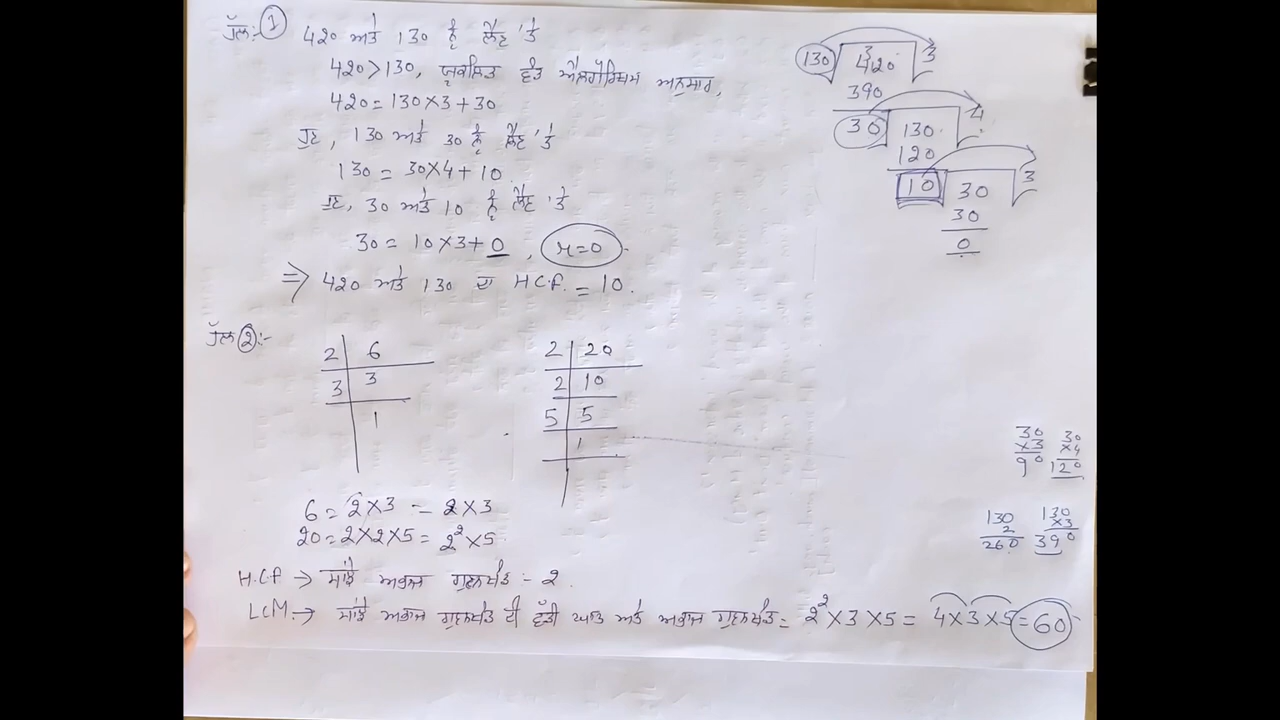 ਹੱਲ:- 1 420 ਅਤੇ 130 ਨੂੰ ਲੈਣ 'ਤੇ
420>130, ਯੂਕਲਿਡ ਵੰਡ ਐਲਗੋਰਿਥਮ ਅਨੁਸਾਰ,
420=130×3+30
ਹੁਣ, 130 ਅਤੇ 30 ਨੂੰ ਲੈਣ 'ਤੇ
130 = 30×4+10
ਹੁਣ, 30 ਅਤੇ 10 ਨੂੰ ਲੈਣ 'ਤੇ
30 = 10×3+0, r=0
⇒ 420 ਅਤੇ 130 ਦਾ H.C.F. = 10.
130 420 3
390
30 130 4
120
10 30 3
30
0
ਹੱਲ 2:-
2 6
3 3
1
2 20
2 10
5 5
1
6 = 2×3 = 2×3
20=2×2×5= 2²×5
30
×3
90
30
×4
120
130
2
260
130
×3
390
H.C.F → ਸਾਂਝੇ ਅਭਾਜ ਗੁਣਨਖੰਡ - 2
LCM. → ਸਾਂਝੇ ਅਭਾਜ ਗੁਣਨਖੰਡ ਦੀ ਵੱਡੀ ਘਾਤ ਅਤੇ ਅਭਾਜ ਗੁਣਨਖੰਡ = 2²×3×5 = 4×3×5=60